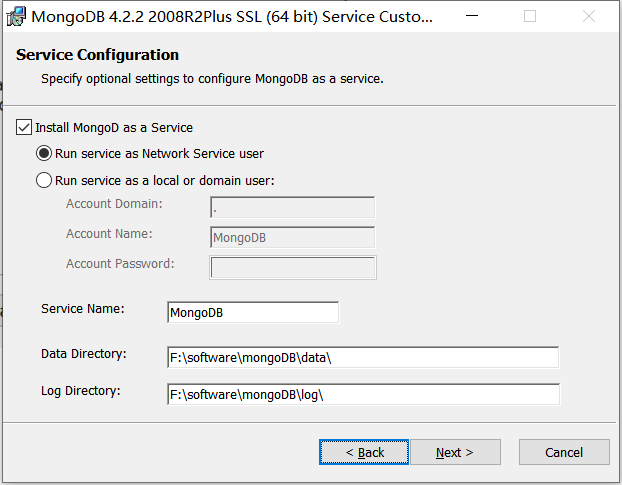 MongoDB 4.2.2 2008R2Plus SSL (64 bit) Service Custo...
Service Configuration
Specify optional settings to configure MongoDB as a service.
Install MongoD as a Service
Run service as Network Service user
Run service as a local or domain user:
Account Domain: .
Account Name: MongoDB
Account Password:
Service Name: MongoDB
Data Directory: F:\software\mongoDB\data\
Log Directory: F:\software\mongoDB\log\
< Back Next > Cancel